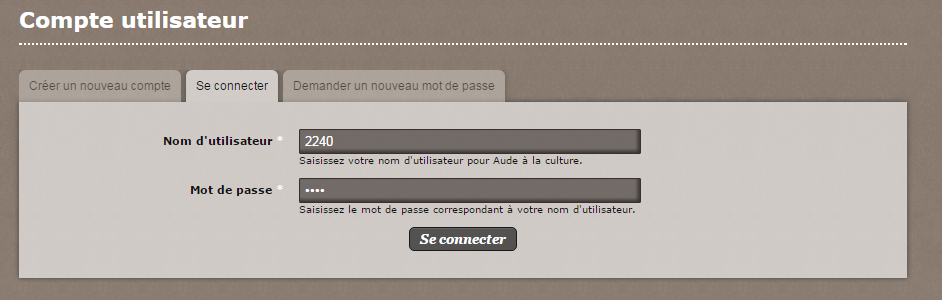 Compte utilisateur
Créer un nouveau compte Se connecter Demander un nouveau mot de passe
Nom d'utilisateur * 2240
Saisissez votre nom d'utilisateur pour Aude à la culture.
Mot de passe * ••••
Saisissez le mot de passe correspondant à votre nom d'utilisateur.
Se connecter